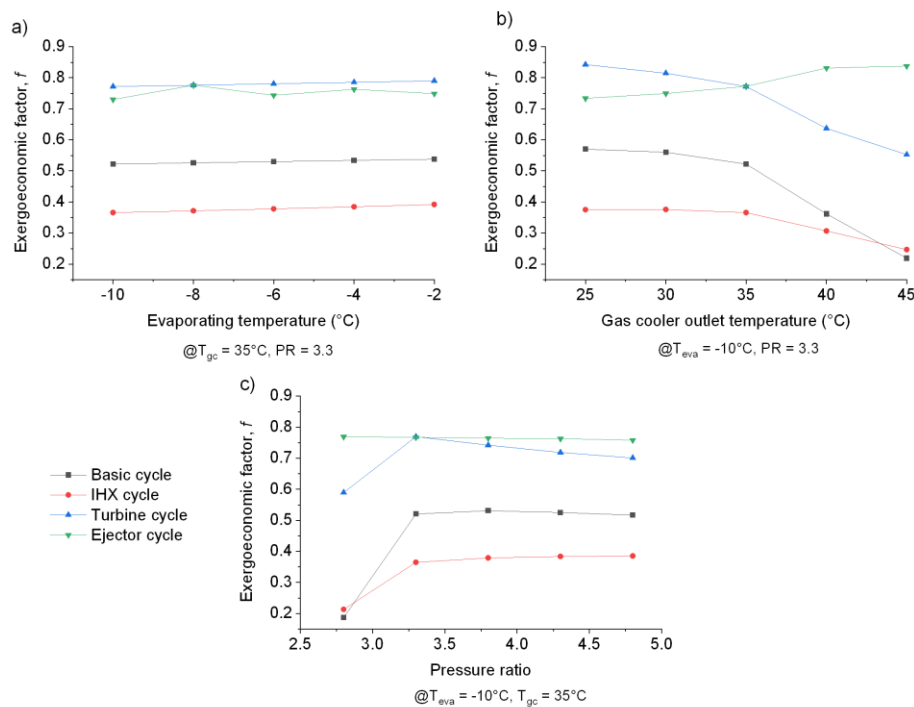 a)
Exergoeconomic factor, f
0.9
0.8
0.7
0.6
0.5
0.4
0.3
0.2
-10 -8 -6 -4 -2
Evaporating temperature (°C)
@Tgc = 35°C, PR = 3.3
b)
Exergoeconomic factor, f
0.9
0.8
0.7
0.6
0.5
0.4
0.3
0.2
25 30 35 40 45
Gas cooler outlet temperature (°C)
@Teva = -10°C, PR = 3.3
Basic cycle
IHX cycle
Turbine cycle
Ejector cycle
c)
Exergoeconomic factor, f
0.9
0.8
0.7
0.6
0.5
0.4
0.3
0.2
2.5 3.0 3.5 4.0 4.5 5.0
Pressure ratio
@Teva = -10°C, Tgc = 35°C